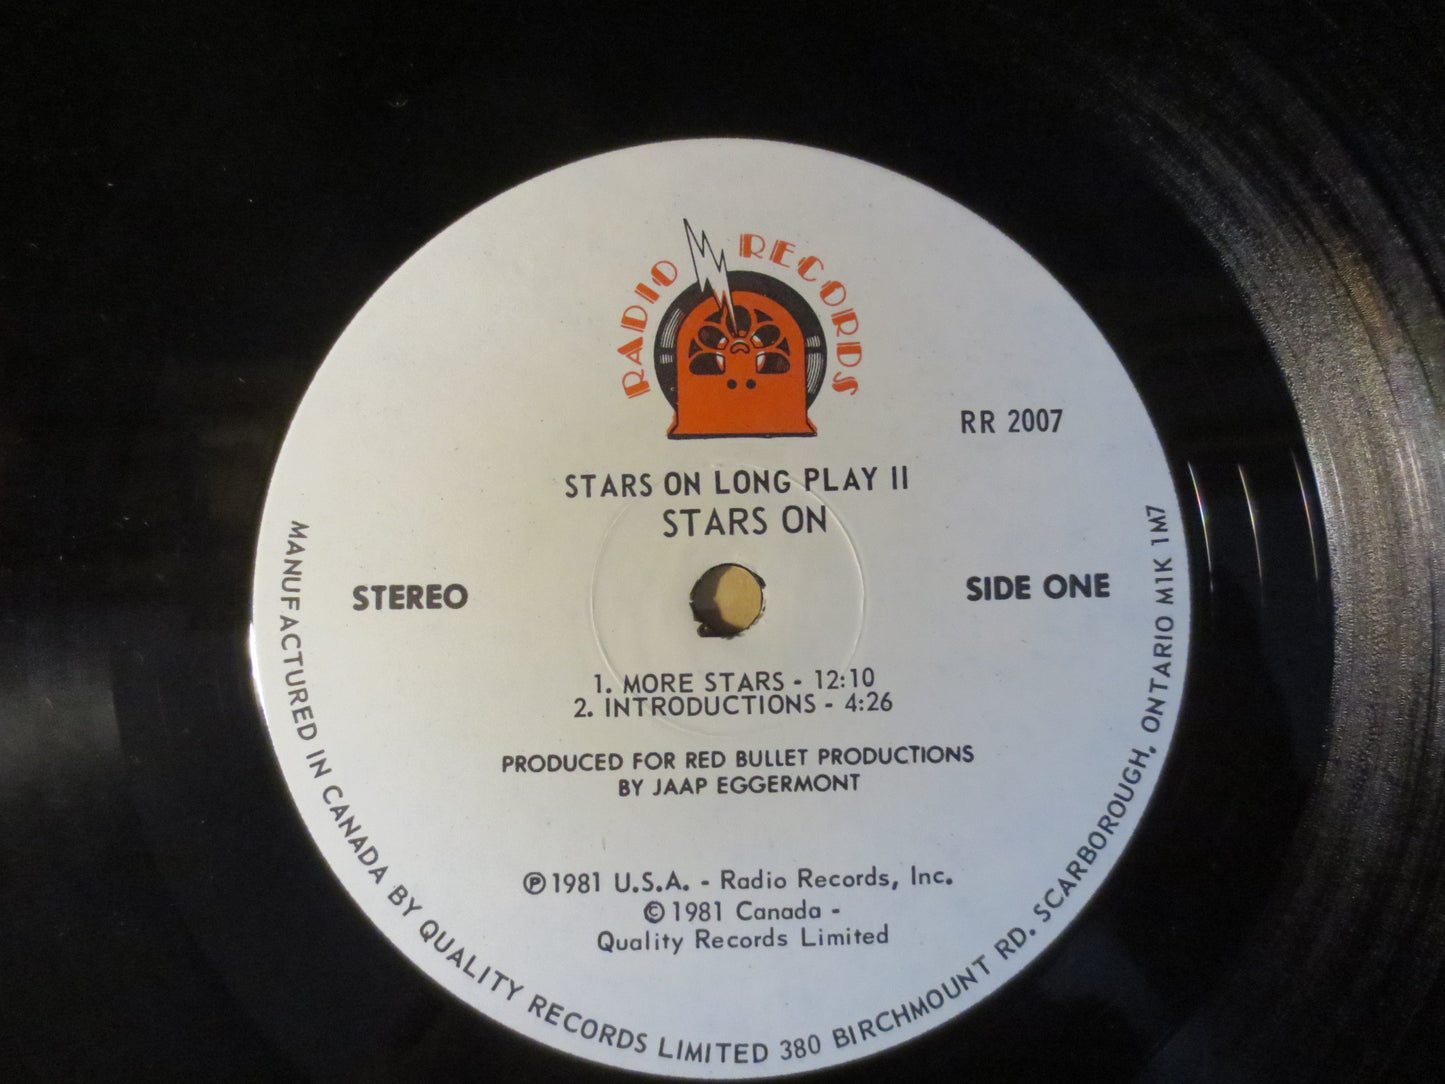 RADIO RECORDS
RR 2007
STARS ON LONG PLAY II
STARS ON
STEREO
SIDE ONE
1. MORE STARS - 12:10
2. INTRODUCTIONS - 4:26
PRODUCED FOR RED BULLET PRODUCTIONS
BY JAAP EGGERMONT
℗1981 U.S.A. - Radio Records, Inc.
©1981 Canada -
Quality Records Limited
MANUFACTURED IN CANADA BY QUALITY RECORDS LIMITED 380 BIRCHMOUNT RD. SCARBOROUGH, ONTARIO M1K 1M7